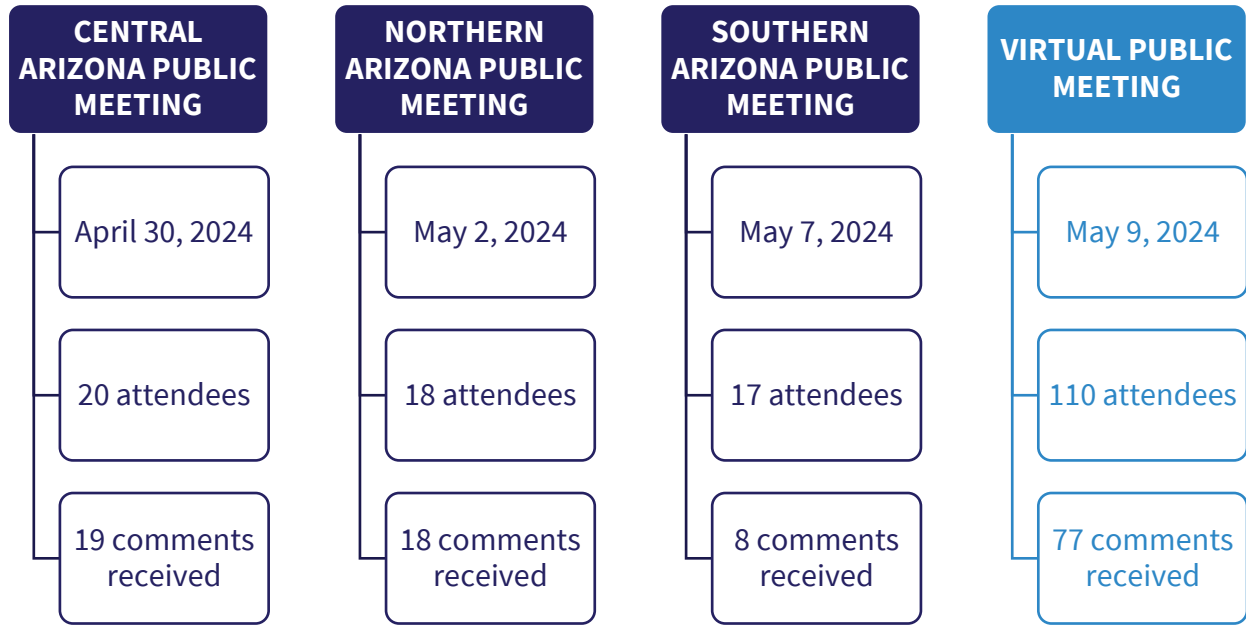 CENTRAL
ARIZONA PUBLIC
MEETING
April 30, 2024
20 attendees
19 comments
received
NORTHERN
ARIZONA PUBLIC
MEETING
May 2, 2024
18 attendees
18 comments
received
SOUTHERN
ARIZONA PUBLIC
MEETING
May 7, 2024
17 attendees
8 comments
received
VIRTUAL PUBLIC
MEETING
May 9, 2024
110 attendees
77 comments
received